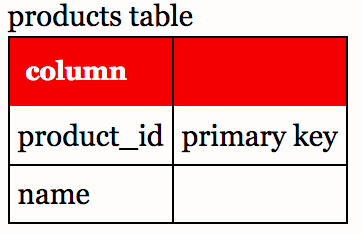 products table
column
product_id primary key
name